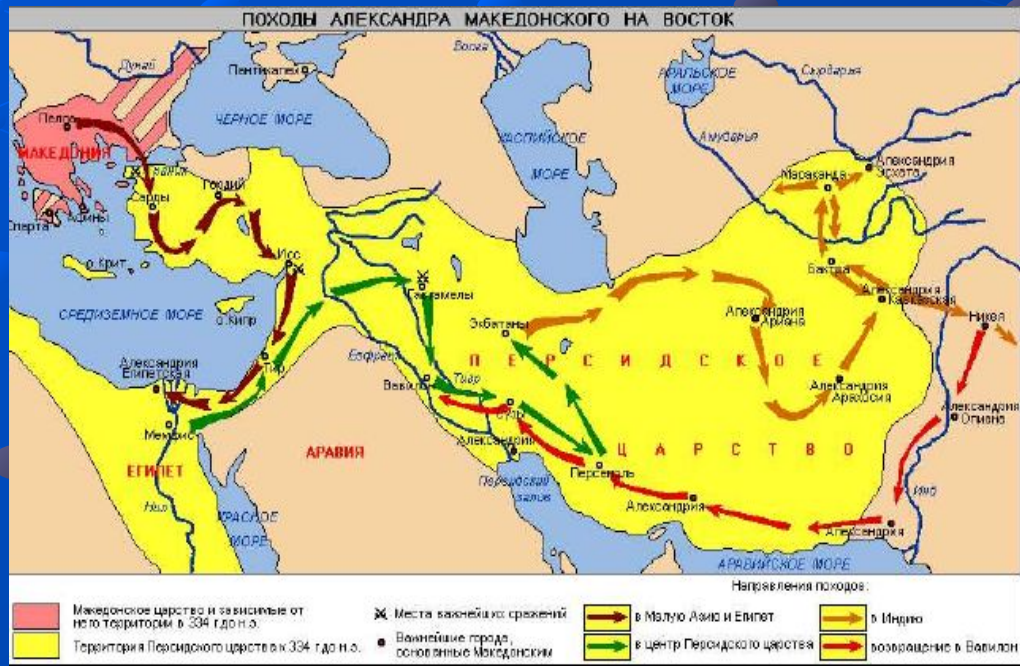 ПОХОДЫ АЛЕКСАНДРА МАКЕДОНСКОГО НА ВОСТОК
Дунай
Волга
Пантикапей
АРАЛЬСКОЕ
МОРЕ
Сырдарья
Пелла
ЧЕРНОЕ МОРЕ
КАСПИЙСКОЕ
МОРЕ
Амударья
МАКЕДОНИЯ
Александрия
Эсхата
Мараканда
Гордий
Сарды
Афины
Спарта
о.Крит
Исс
Бактра
Гавгамелы
Александрия
Кавказская
СРЕДИЗЕМНОЕ МОРЕ
о.Кипр
Экбатаны
Александрия
Ариана
Никея
Александрия
Египетская
Тир
Евфрат
ПЕРСИДСКОЕ
Вавилон
Тигр
Александрия
Арахосия
Мемфис
Сузы
Александрия
Опиана
АРАВИЯ
Александрия
ЦАРСТВО
ЕГИПЕТ
Персеполь
Персидский
залив
Инд
Нил
КРАСНОЕ
МОРЕ
Александрия
Александрия
АРАВИЙСКОЕ МОРЕ
Направления походов:
Македонское царство и зависимые от
него территории в 334 г.до н.э.
Места важнейших сражений
в Малую Азию и Египет
в Индию
Территория Персидского царства к 334 г.до н.э.
Важнейшие города,
основанные Македонским
в центр Персидского царства
возвращение в Вавилон